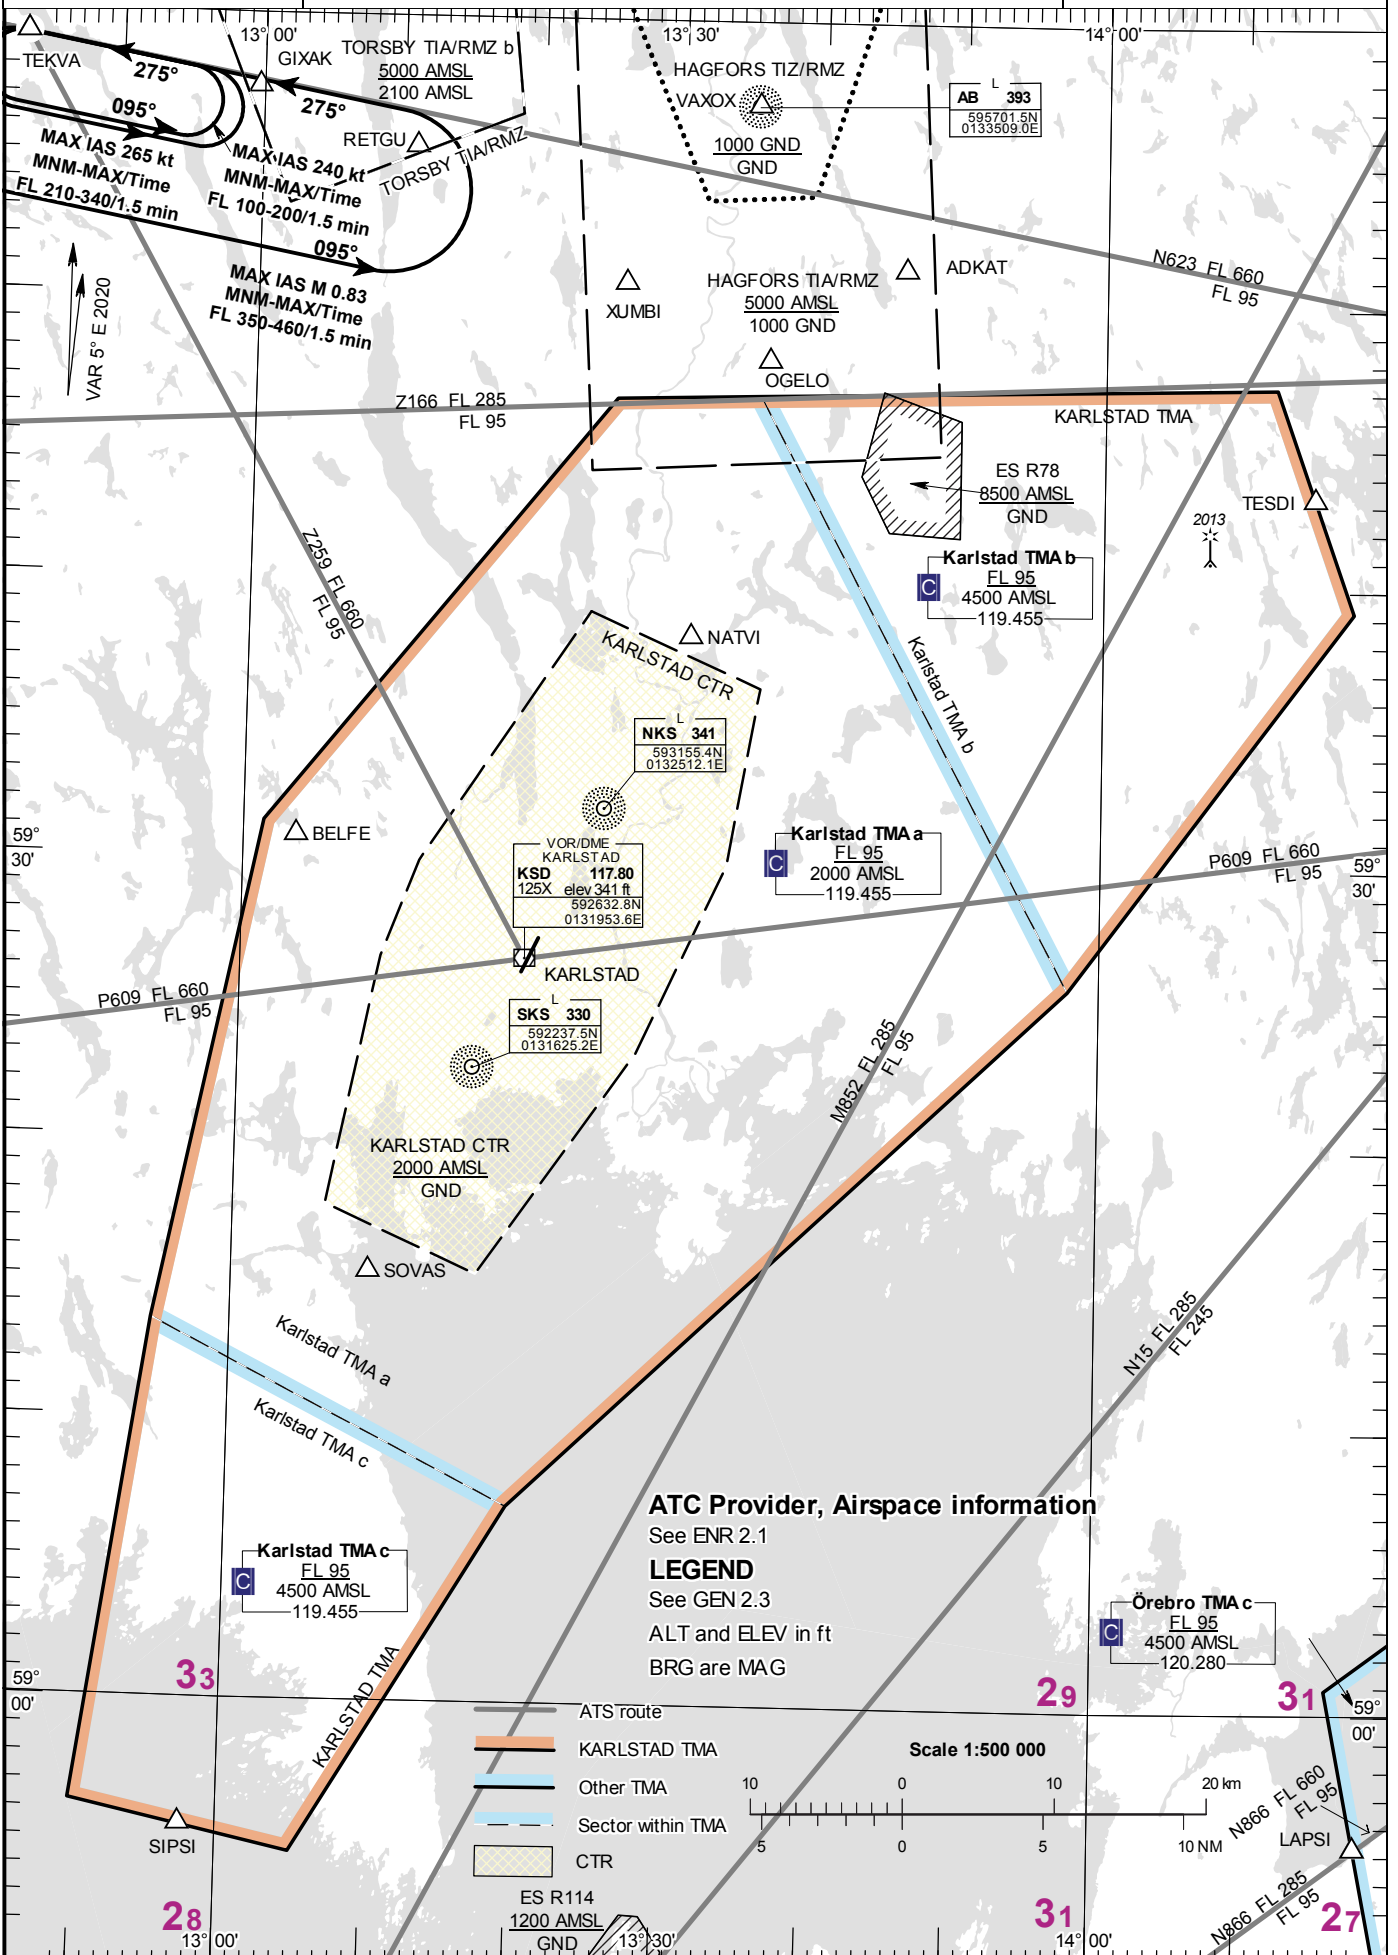 13°00'
13°30'
14°00'
TEKVA
GIXAK
275°
095°
275°
TORSBY TIA/RMZ b
5000 AMSL
2100 AMSL
RETGU
TORSBY TIA/RMZ
MAX IAS 265 kt
MNM-MAX/Time
FL 210-340/1.5 min
MAX IAS 240 kt
MNM-MAX/Time
FL 100-200/1.5 min
095°
MAX IAS M 0.83
MNM-MAX/Time
FL 350-460/1.5 min
VAR 5° E 2020
HAGFORS TIZ/RMZ
VAXOX
1000 GND
GND
L
AB 393
595701.5N
0133509.0E
XUMBI
HAGFORS TIA/RMZ
5000 AMSL
1000 GND
ADKAT
N623 FL 660
FL 95
OGELO
Z166 FL 285
FL 95
KARLSTAD TMA
ES R78
8500 AMSL
GND
TESDI
2013
Z259 FL 660
FL 95
Karlstad TMA b
C
FL 95
4500 AMSL
119.455
NATVI
KARLSTAD CTR
Karlstad TMA b
L
NKS 341
593155.4N
0132512.1E
59°
30'
BELFE
VOR/DME
KARLSTAD
KSD 117.80
125X elev 341 ft
592632.8N
0131953.6E
Karlstad TMA a
C
FL 95
2000 AMSL
119.455
P609 FL 660
FL 95
59°
30'
KARLSTAD
P609 FL 660
FL 95
L
SKS 330
592237.5N
0131625.2E
M852 FL 285
FL 95
KARLSTAD CTR
2000 AMSL
GND
SOVAS
Karlstad TMA a
Karlstad TMA c
N15 FL 285
FL 245
ATC Provider, Airspace information
See ENR 2.1
LEGEND
See GEN 2.3
ALT and ELEV in ft
BRG are MAG
Karlstad TMA c
C
FL 95
4500 AMSL
119.455
Örebro TMA c
C
FL 95
4500 AMSL
120.280
59°
00'
33
KARLSTAD TMA
29
31
59°
00'
ATS route
KARLSTAD TMA
Other TMA
Sector within TMA
CTR
Scale 1:500 000
10 0 10 20 km
5 0 5 10 NM
N866 FL 660
FL 95
LAPSI
SIPSI
N866 FL 285
FL 95
ES R114
1200 AMSL
GND
28
31
27
13°00'
13°30'
14°00'